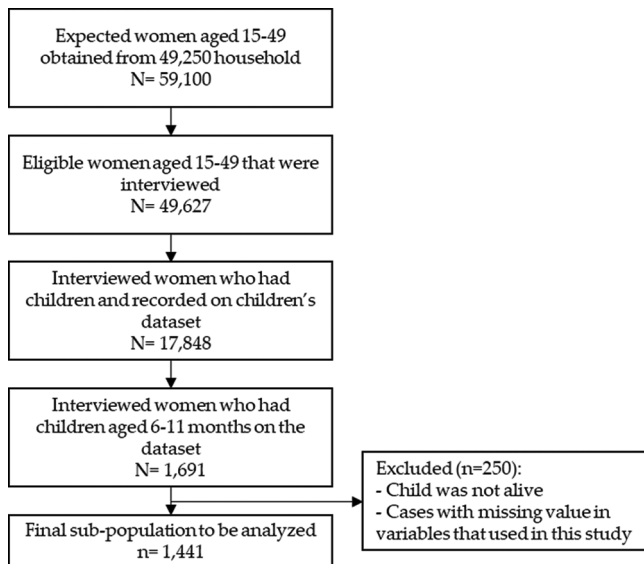 Expected women aged 15-49
obtained from 49,250 household
N= 59,100
Eligible women aged 15-49 that were
interviewed
N= 49,627
Interviewed women who had
children and recorded on children's
dataset
N= 17,848
Interviewed women who had
children aged 6-11 months on the
dataset
N= 1,691
Excluded (n=250):
- Child was not alive
- Cases with missing value in
variables that used in this study
Final sub-population to be analyzed
n= 1,441